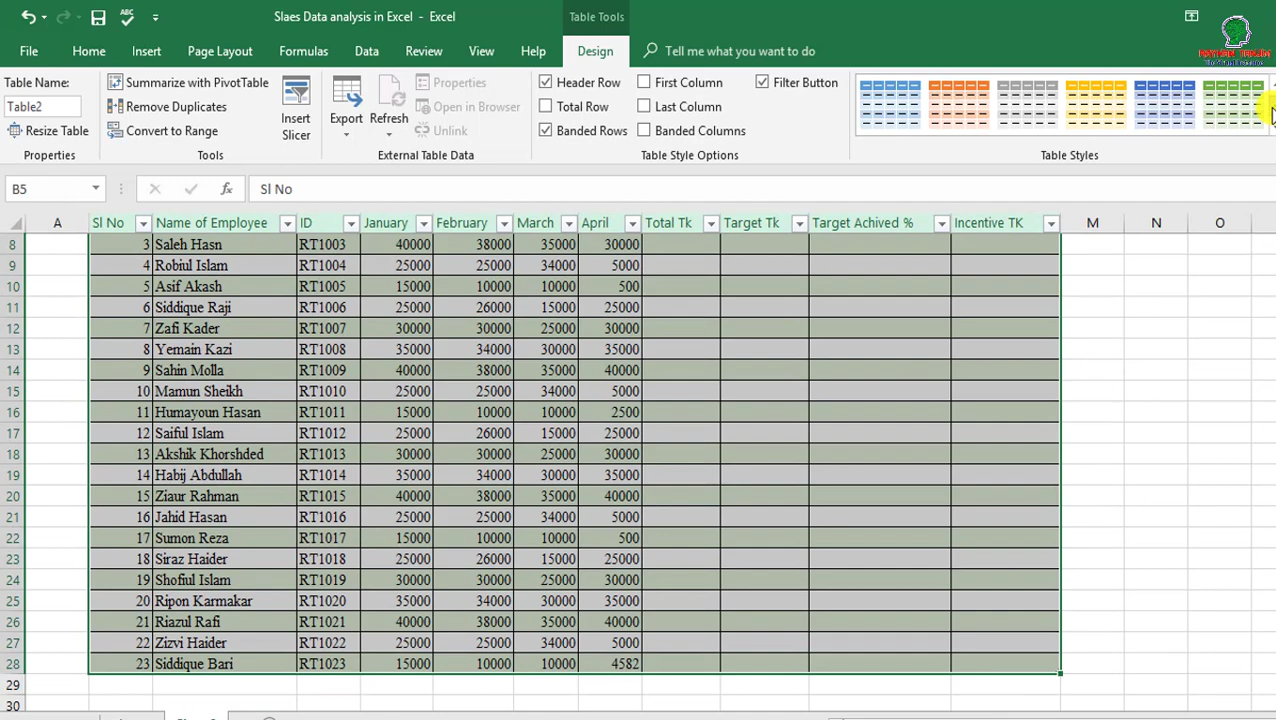 Slaes Data analysis in Excel - Excel
Table Tools
File Home Insert Page Layout Formulas Data Review View Help Design Tell me what you want to do
Table Name:
Table2
Resize Table
Properties
Summarize with PivotTable
Remove Duplicates
Convert to Range
Tools
Insert
Slicer
Export
Refresh
Properties
Open in Browser
Unlink
External Table Data
Header Row
Total Row
Banded Rows
First Column
Last Column
Banded Columns
Filter Button
Table Style Options
Table Styles
B5 fx Sl No
A Sl No Name of Employee ID January February March April Total Tk Target Tk Target Achived % Incentive TK M N O
8 3 Saleh Hasn RT1003 40000 38000 35000 30000
9 4 Robiul Islam RT1004 25000 25000 34000 5000
10 5 Asif Akash RT1005 15000 10000 10000 500
11 6 Siddique Raji RT1006 25000 26000 15000 25000
12 7 Zafi Kader RT1007 30000 30000 25000 30000
13 8 Yemain Kazi RT1008 35000 34000 30000 35000
14 9 Sahin Molla RT1009 40000 38000 35000 40000
15 10 Mamun Sheikh RT1010 25000 25000 34000 5000
16 11 Humayoun Hasan RT1011 15000 10000 10000 2500
17 12 Saiful Islam RT1012 25000 26000 15000 25000
18 13 Akshik Khorshded RT1013 30000 30000 25000 30000
19 14 Habij Abdullah RT1014 35000 34000 30000 35000
20 15 Ziaur Rahman RT1015 40000 38000 35000 40000
21 16 Jahid Hasan RT1016 25000 25000 34000 5000
22 17 Sumon Reza RT1017 15000 10000 10000 500
23 18 Siraz Haider RT1018 25000 26000 15000 25000
24 19 Shofiul Islam RT1019 30000 30000 25000 30000
25 20 Ripon Karmakar RT1020 35000 34000 30000 35000
26 21 Riazul Rafi RT1021 40000 38000 35000 40000
27 22 Zizvi Haider RT1022 25000 25000 34000 5000
28 23 Siddique Bari RT1023 15000 10000 10000 4582
29
30